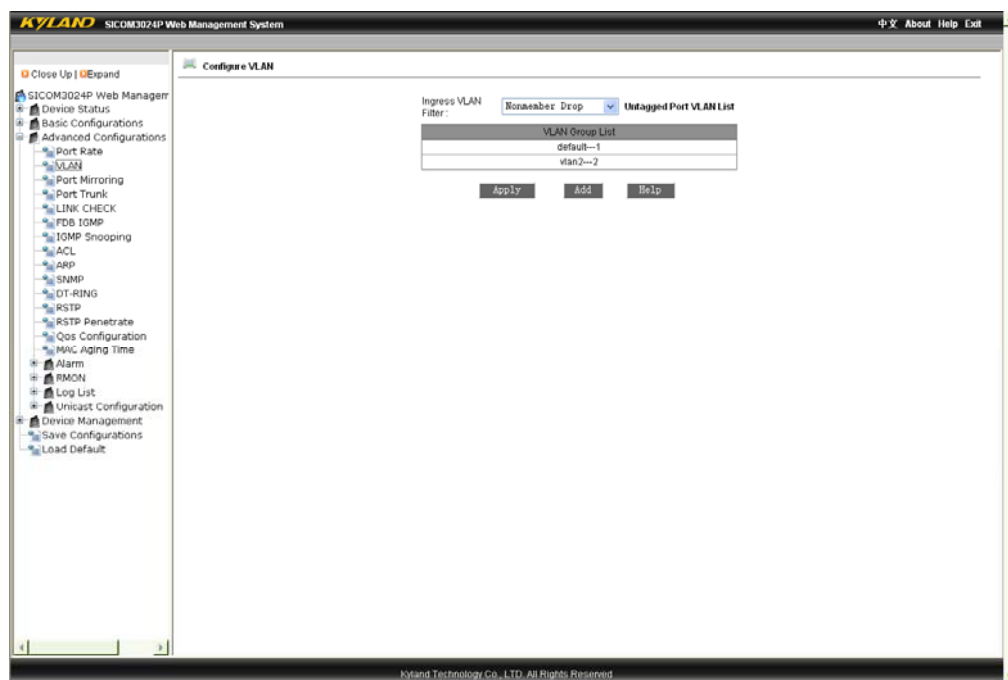 KYLAND SICOM3024P Web Management System
中文 About Help Exit
Close Up | Expand
SICOM3024P Web Managem
Device Status
Basic Configurations
Advanced Configurations
Port Rate
VLAN
Port Mirroring
Port Trunk
LINK CHECK
FDB IGMP
IGMP Snooping
ACL
ARP
SNMP
DT-RING
RSTP
RSTP Penetrate
Qos Configuration
MAC Aging Time
Alarm
RMON
Log List
Unicast Configuration
Device Management
Save Configurations
Load Default
Configure VLAN
Ingress VLAN
Filter :
Nonmember Drop
Untagged Port VLAN List
VLAN Group List
default---1
vlan2---2
Apply Add Help
Kyland Technology Co., LTD. All Rights Reserved